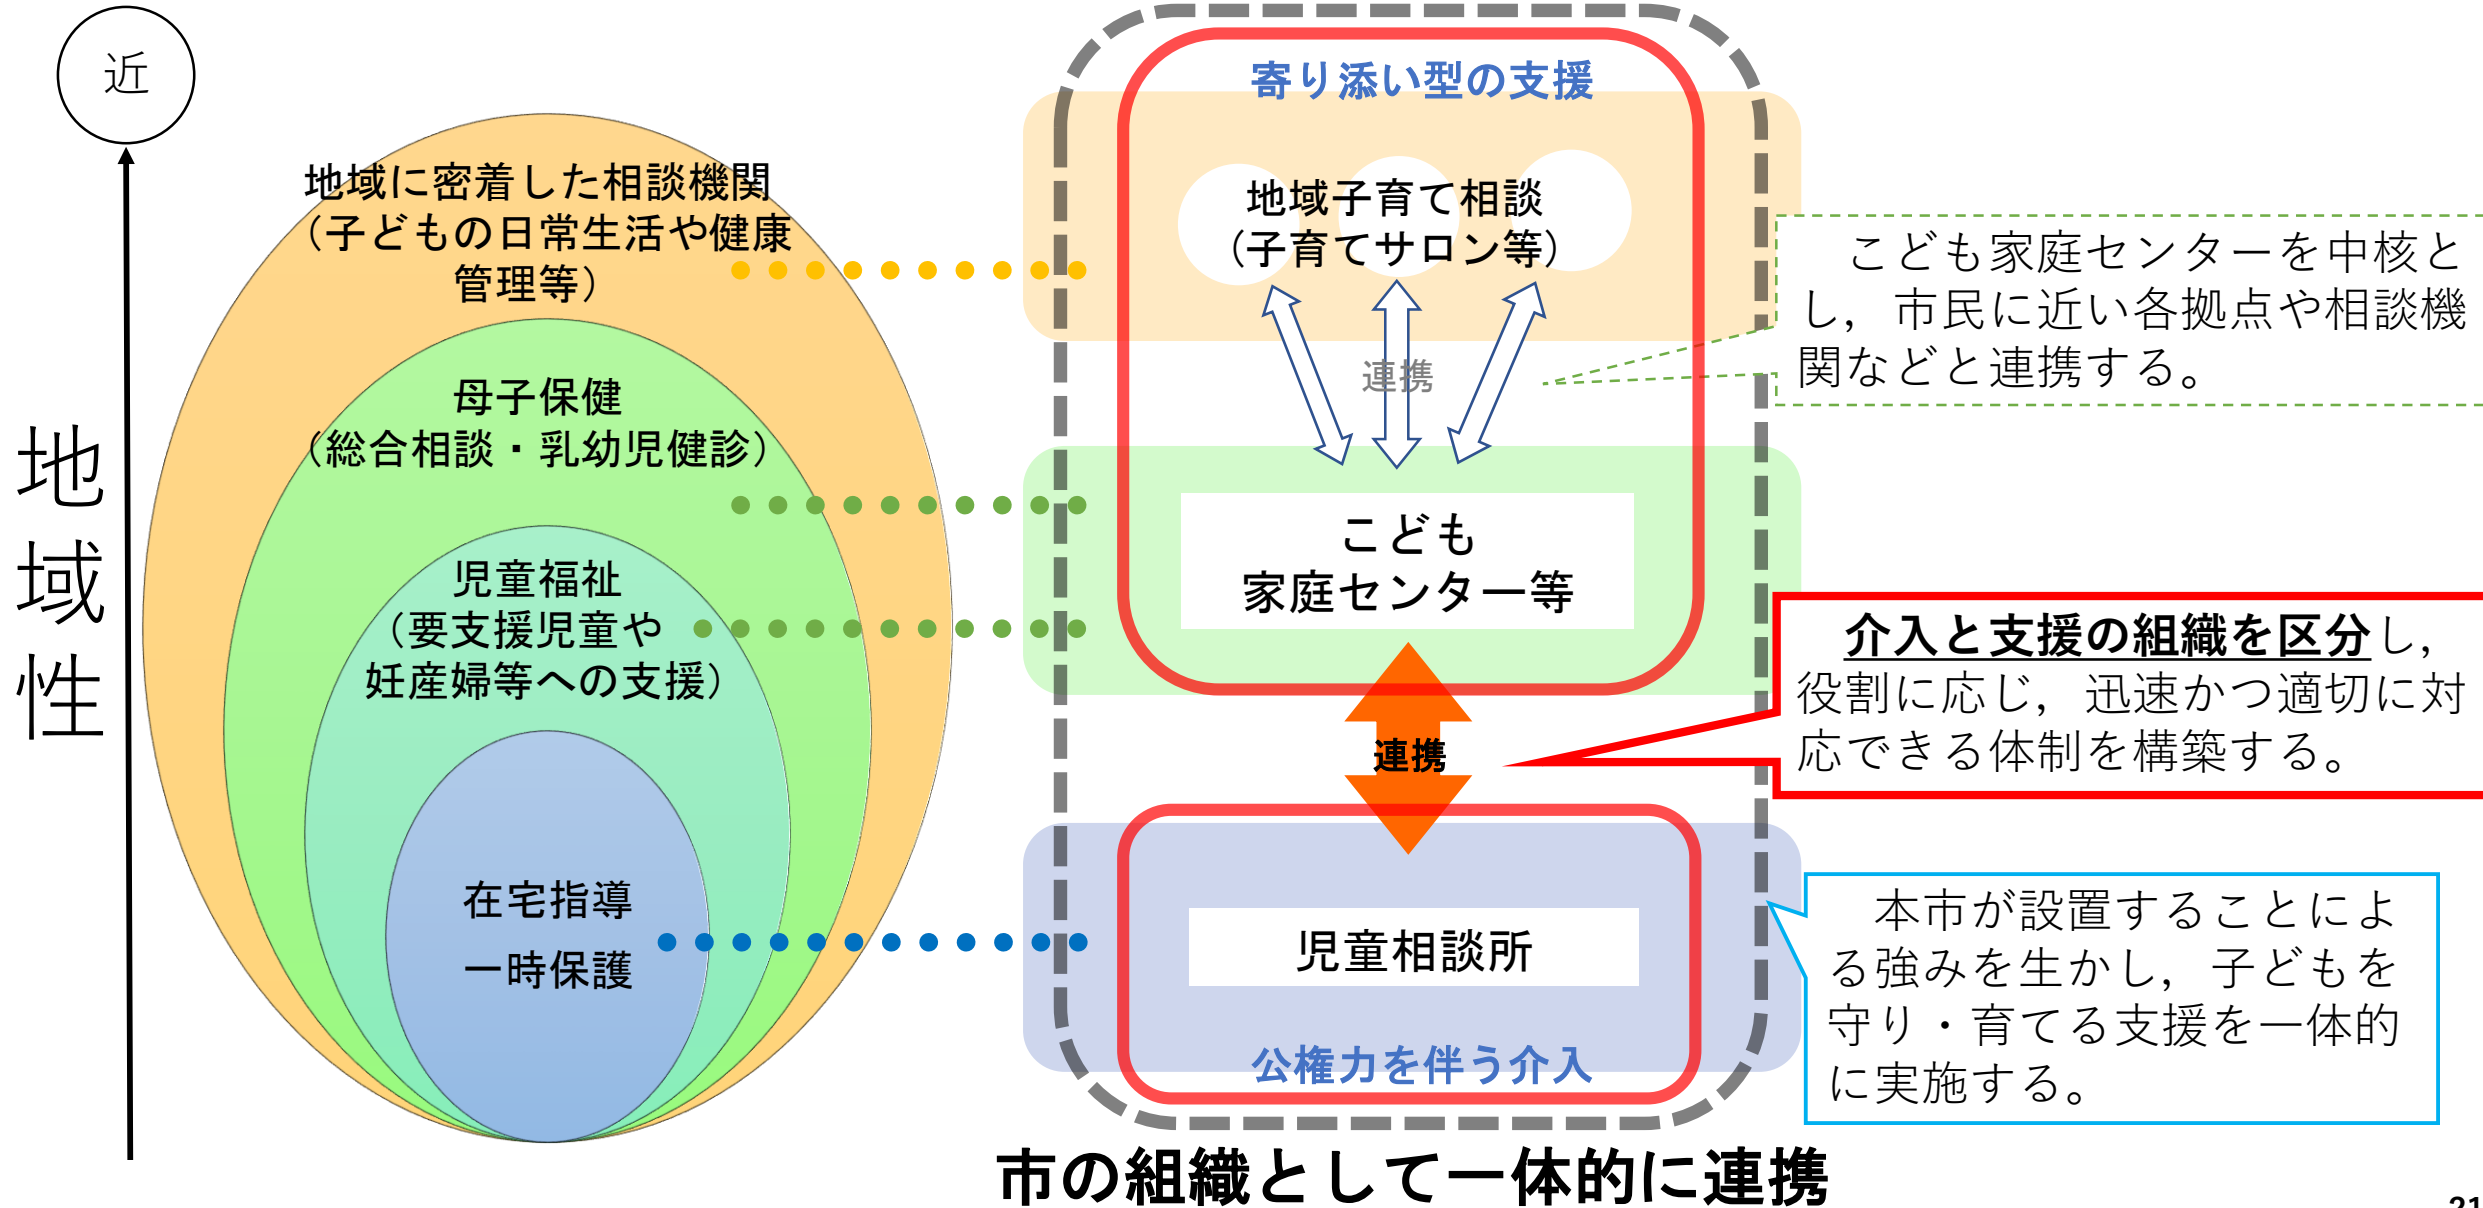 近
地域性
地域に密着した相談機関
（子どもの日常生活や健康
管理等）
母子保健
（総合相談・乳幼児健診）
児童福祉
（要支援児童や
妊産婦等への支援）
在宅指導
一時保護
寄り添い型の支援
地域子育て相談
（子育てサロン等）
連携
こども
家庭センター等
連携
児童相談所
公権力を伴う介入
市の組織として一体的に連携
こども家庭センターを中核と
し，市民に近い各拠点や相談機
関などと連携する。
介入と支援の組織を区分し，
役割に応じ，迅速かつ適切に対
応できる体制を構築する。
本市が設置することによ
る強みを生かし，子どもを
守り・育てる支援を一体的
に実施する。
21